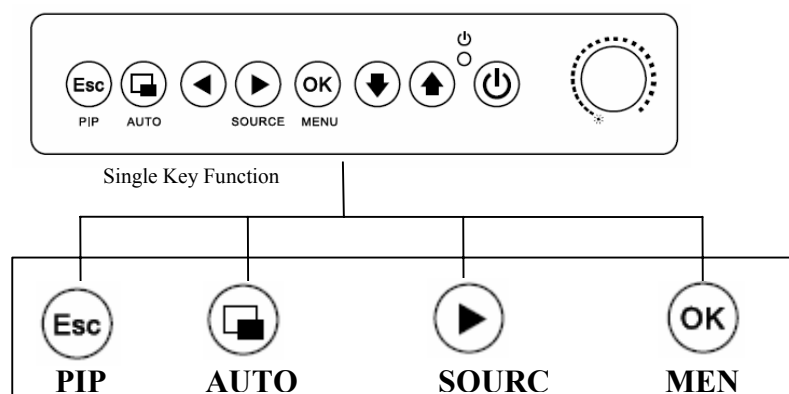 Esc OK
PIP AUTO SOURCE MENU
Single Key Function
Esc OK
PIP AUTO SOURC MEN